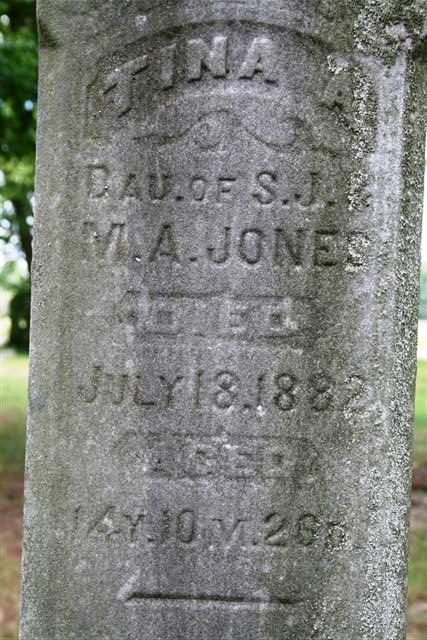 TINA A
DAU. OF S. J. &
M. A. JONES
DIED
JULY 18. 1882
AGED
14 Y. 10 M. 26 D.